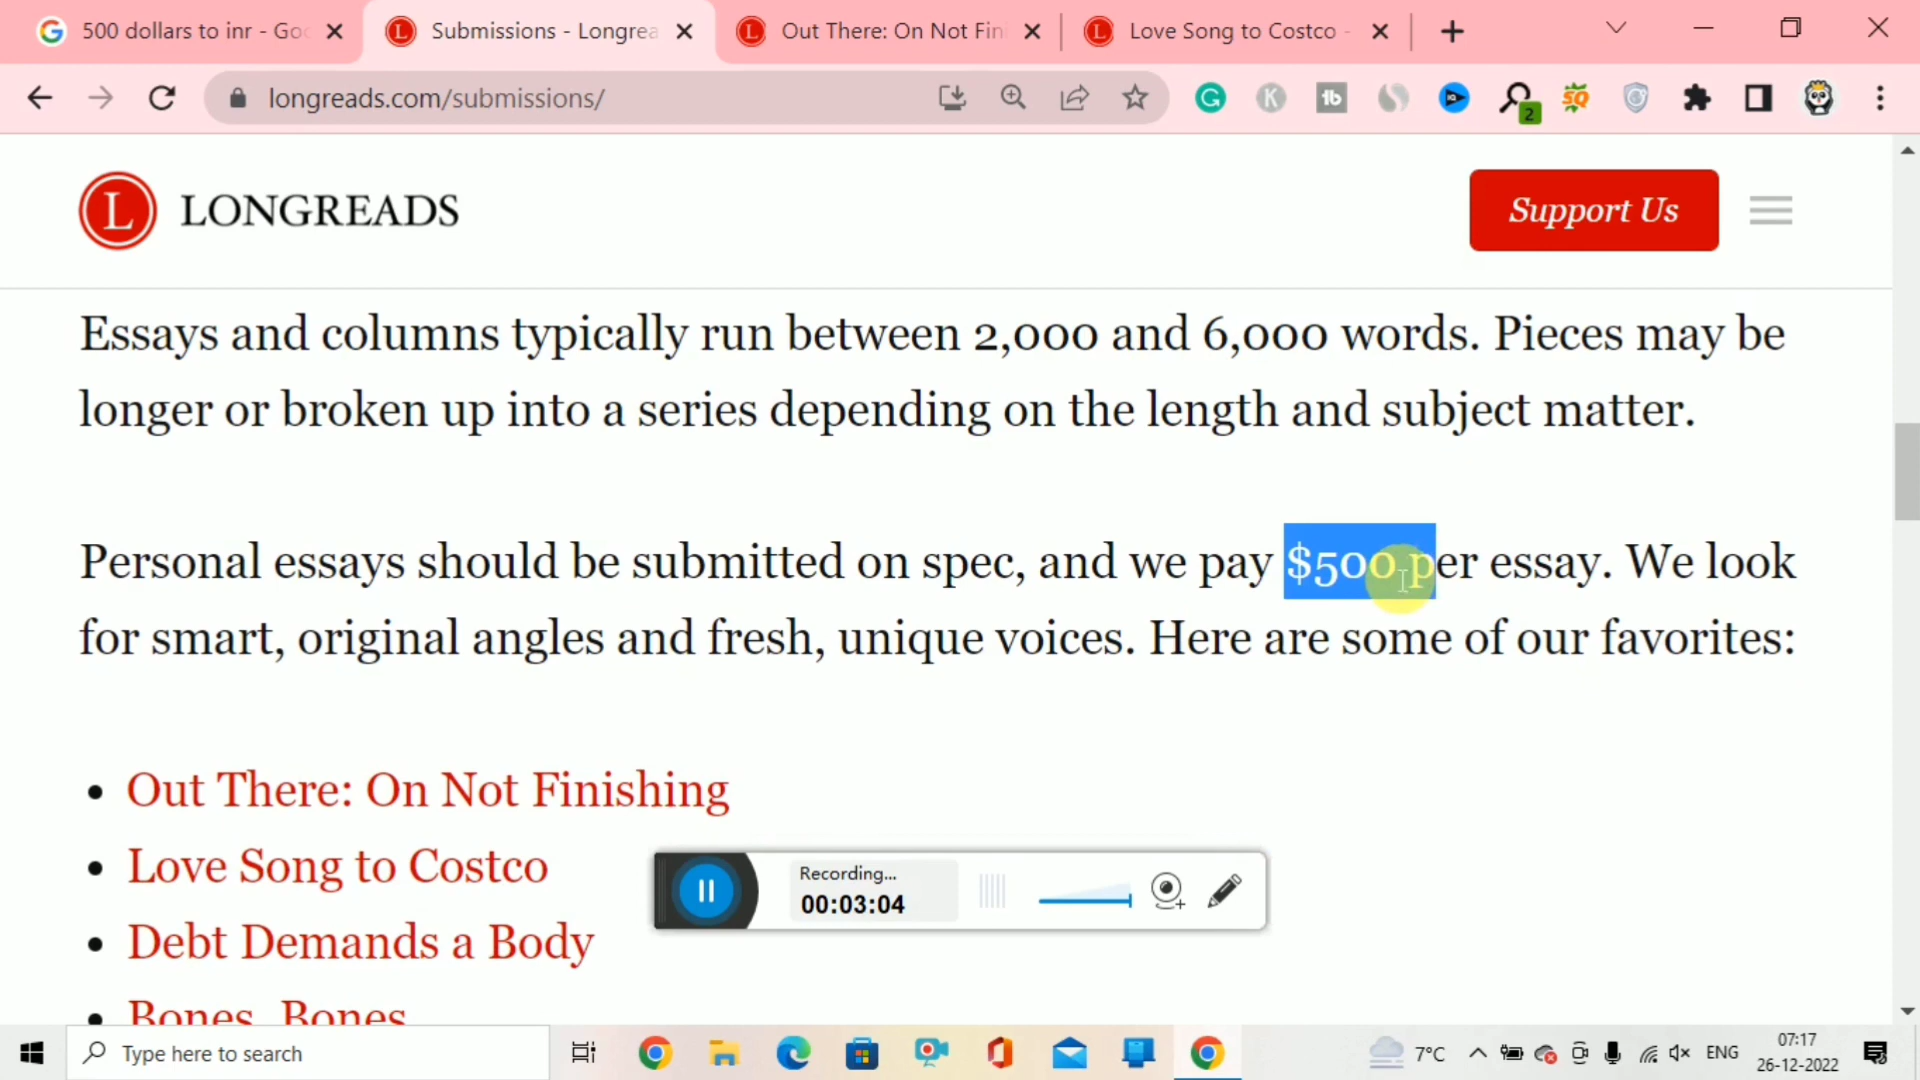 500 dollars to inr - Goo
Submissions - Longrea
Out There: On Not Fin
Love Song to Costco -
longreads.com/submissions/
2
L LONGREADS
Support Us
Essays and columns typically run between 2,000 and 6,000 words. Pieces may be
longer or broken up into a series depending on the length and subject matter.
Personal essays should be submitted on spec, and we pay $500 per essay. We look
for smart, original angles and fresh, unique voices. Here are some of our favorites:
• Out There: On Not Finishing
• Love Song to Costco
• Debt Demands a Body
• Bones, Bones
Recording...
00:03:04
Type here to search
7°C
ENG
07:17
26-12-2022